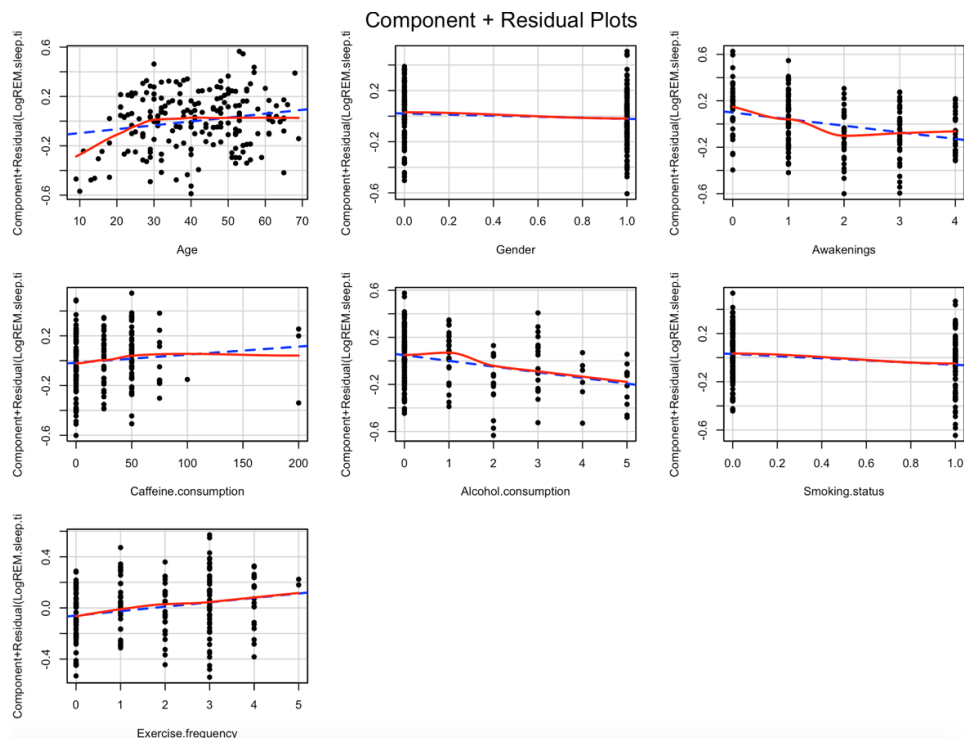 Component + Residual Plots
Component+Residual(LogREM.sleep.ti
-0.6 -0.2 0.2 0.6
10 20 30 40 50 60 70
Age
Component+Residual(LogREM.sleep.ti
-0.6 -0.2 0.2
0.0 0.2 0.4 0.6 0.8 1.0
Gender
Component+Residual(LogREM.sleep.ti
-0.6 -0.2 0.2 0.6
0 1 2 3 4
Awakenings
Component+Residual(LogREM.sleep.ti
-0.6 -0.2 0.2
0 50 100 150 200
Caffeine.consumption
Component+Residual(LogREM.sleep.ti
-0.6 -0.2 0.2 0.6
0 1 2 3 4 5
Alcohol.consumption
Component+Residual(LogREM.sleep.ti
-0.6 -0.2 0.2
0.0 0.2 0.4 0.6 0.8 1.0
Smoking.status
Component+Residual(LogREM.sleep.ti
-0.4 0.0 0.4
0 1 2 3 4 5
Exercise.frequency